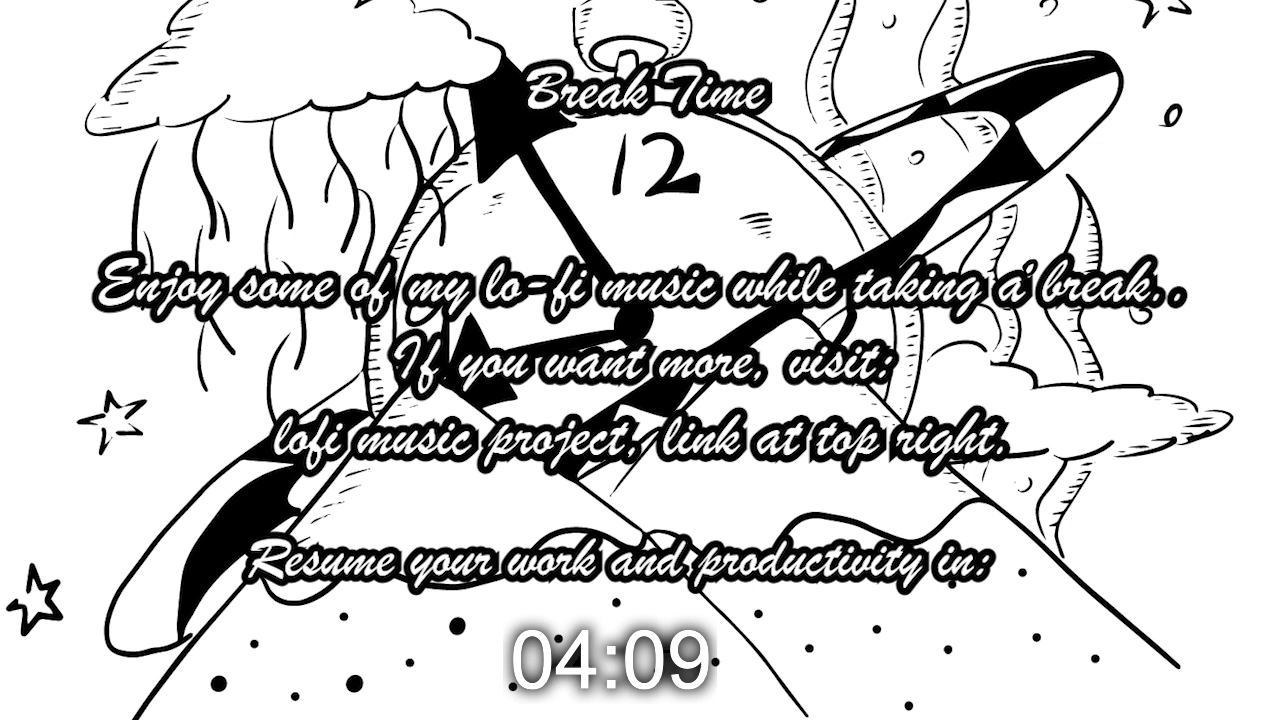 Break Time
12
Enjoy some of my lo-fi music while taking a break..
If you want more, visit:
lofi music project, link at top right.
Resume your work and productivity in:
04:09